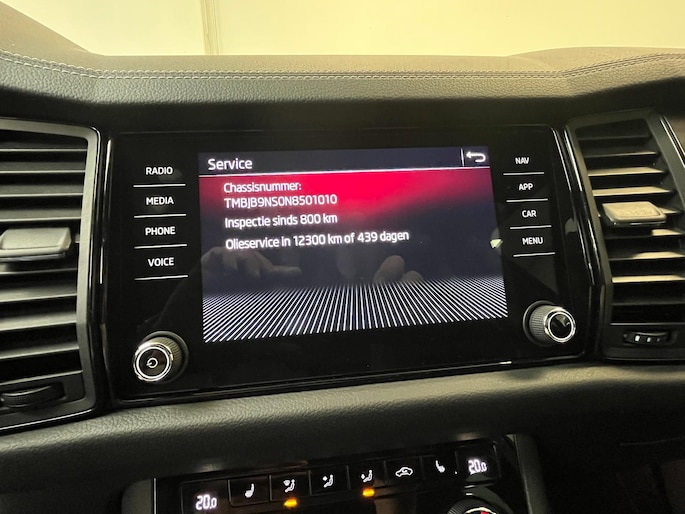 RADIO
MEDIA
PHONE
VOICE
Service
Chassisnummer:
TMBJB9NS0N8501010
Inspectie sinds 800 km
Olieservice in 12300 km of 439 dagen
NAV
APP
CAR
MENU
20.0
20.0